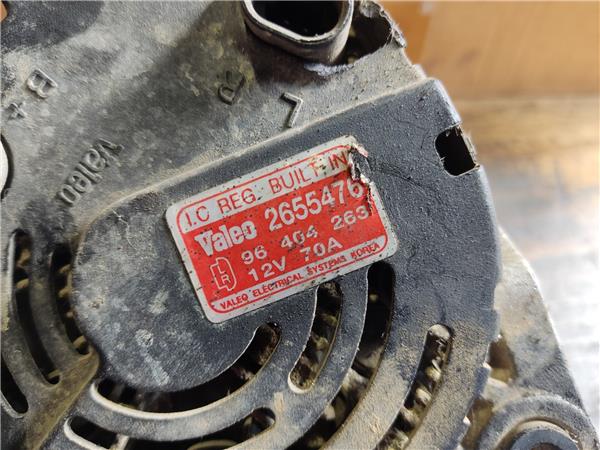 B+
R
L
Valeo
I.C REG. BUILT-IN
Valeo 2655476
96 404 263
12V 70A
VALEO ELECTRICAL SYSTEMS KOREA